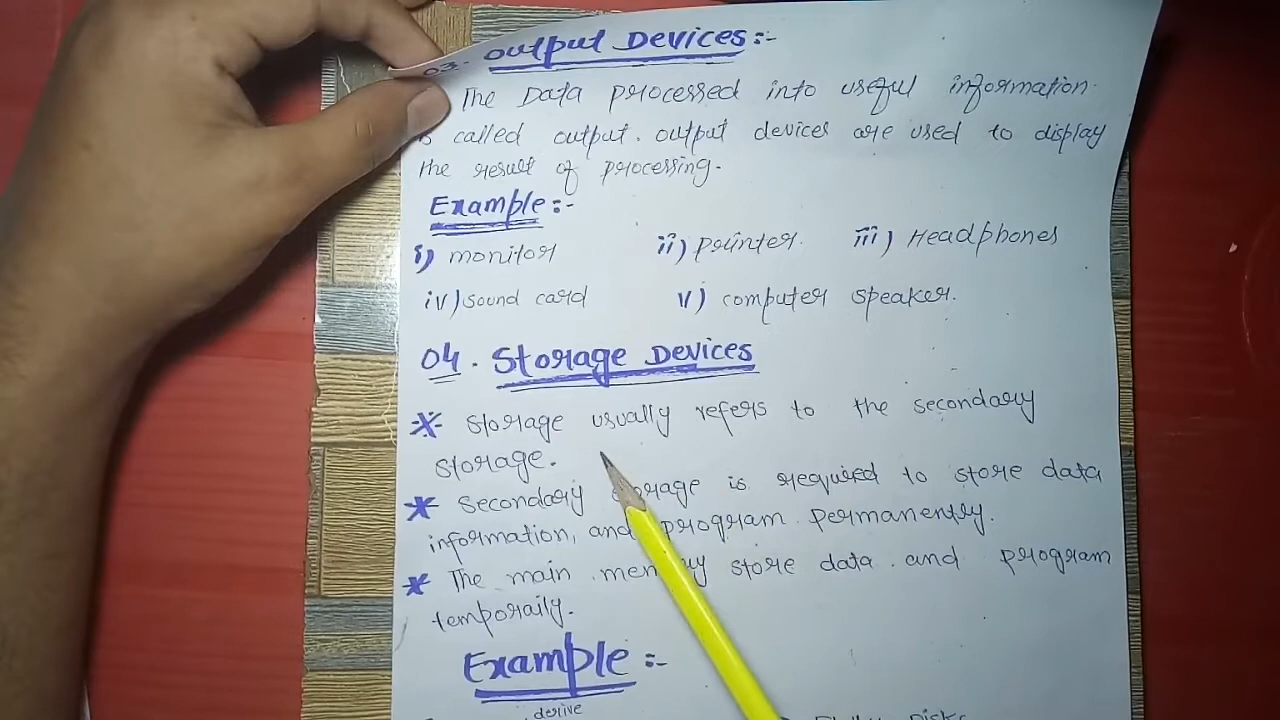 03. Output Devices:-
The Data processed into useful information.
is called output. output devices are used to display
the result of processing.
Example:-
i) monitor ii) printer. iii) Headphones
iv) sound card v) computer speaker.
04. Storage Devices
* Storage usually refers to the secondary
storage.
* Secondary storage is required to store data
information, and program permanently.
* The main memory store data and program
temporaily.
Example:-
derive
Disks